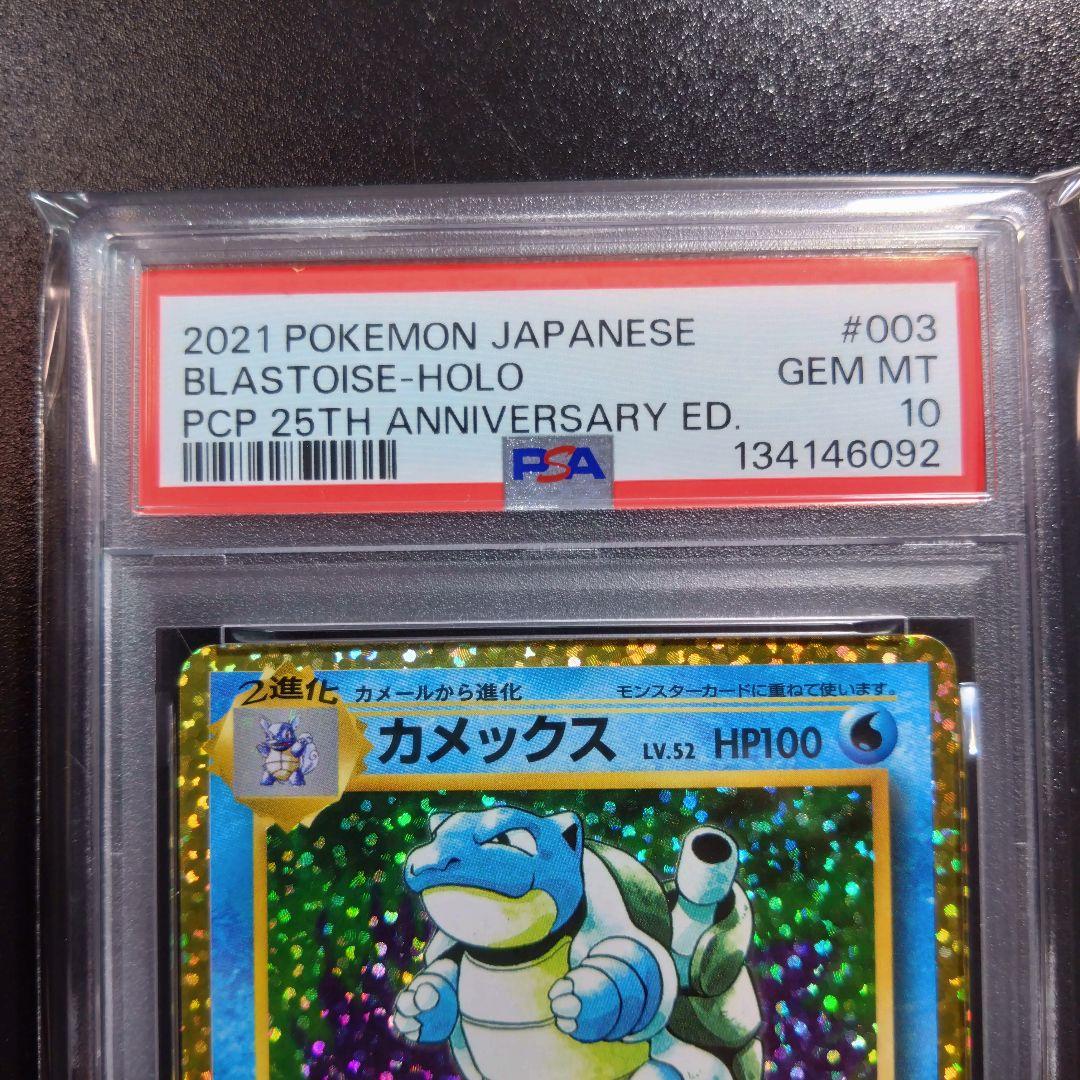 2021 POKEMON JAPANESE #003
BLASTOISE-HOLO GEM MT
PCP 25TH ANNIVERSARY ED. 10
PSA 134146092
2進化 カメールから進化 モンスターカードに重ねて使います。
カメックス LV.52 HP100